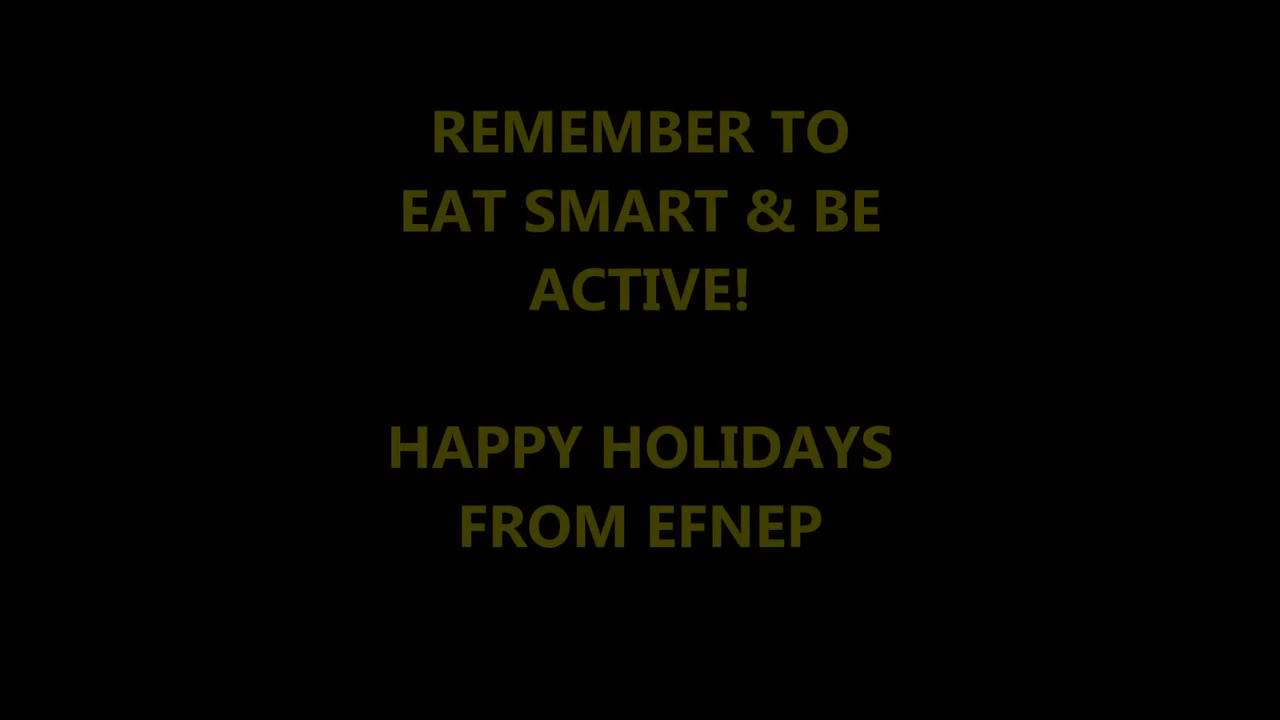 REMEMBER TO
EAT SMART & BE
ACTIVE!
HAPPY HOLIDAYS
FROM EFNEP